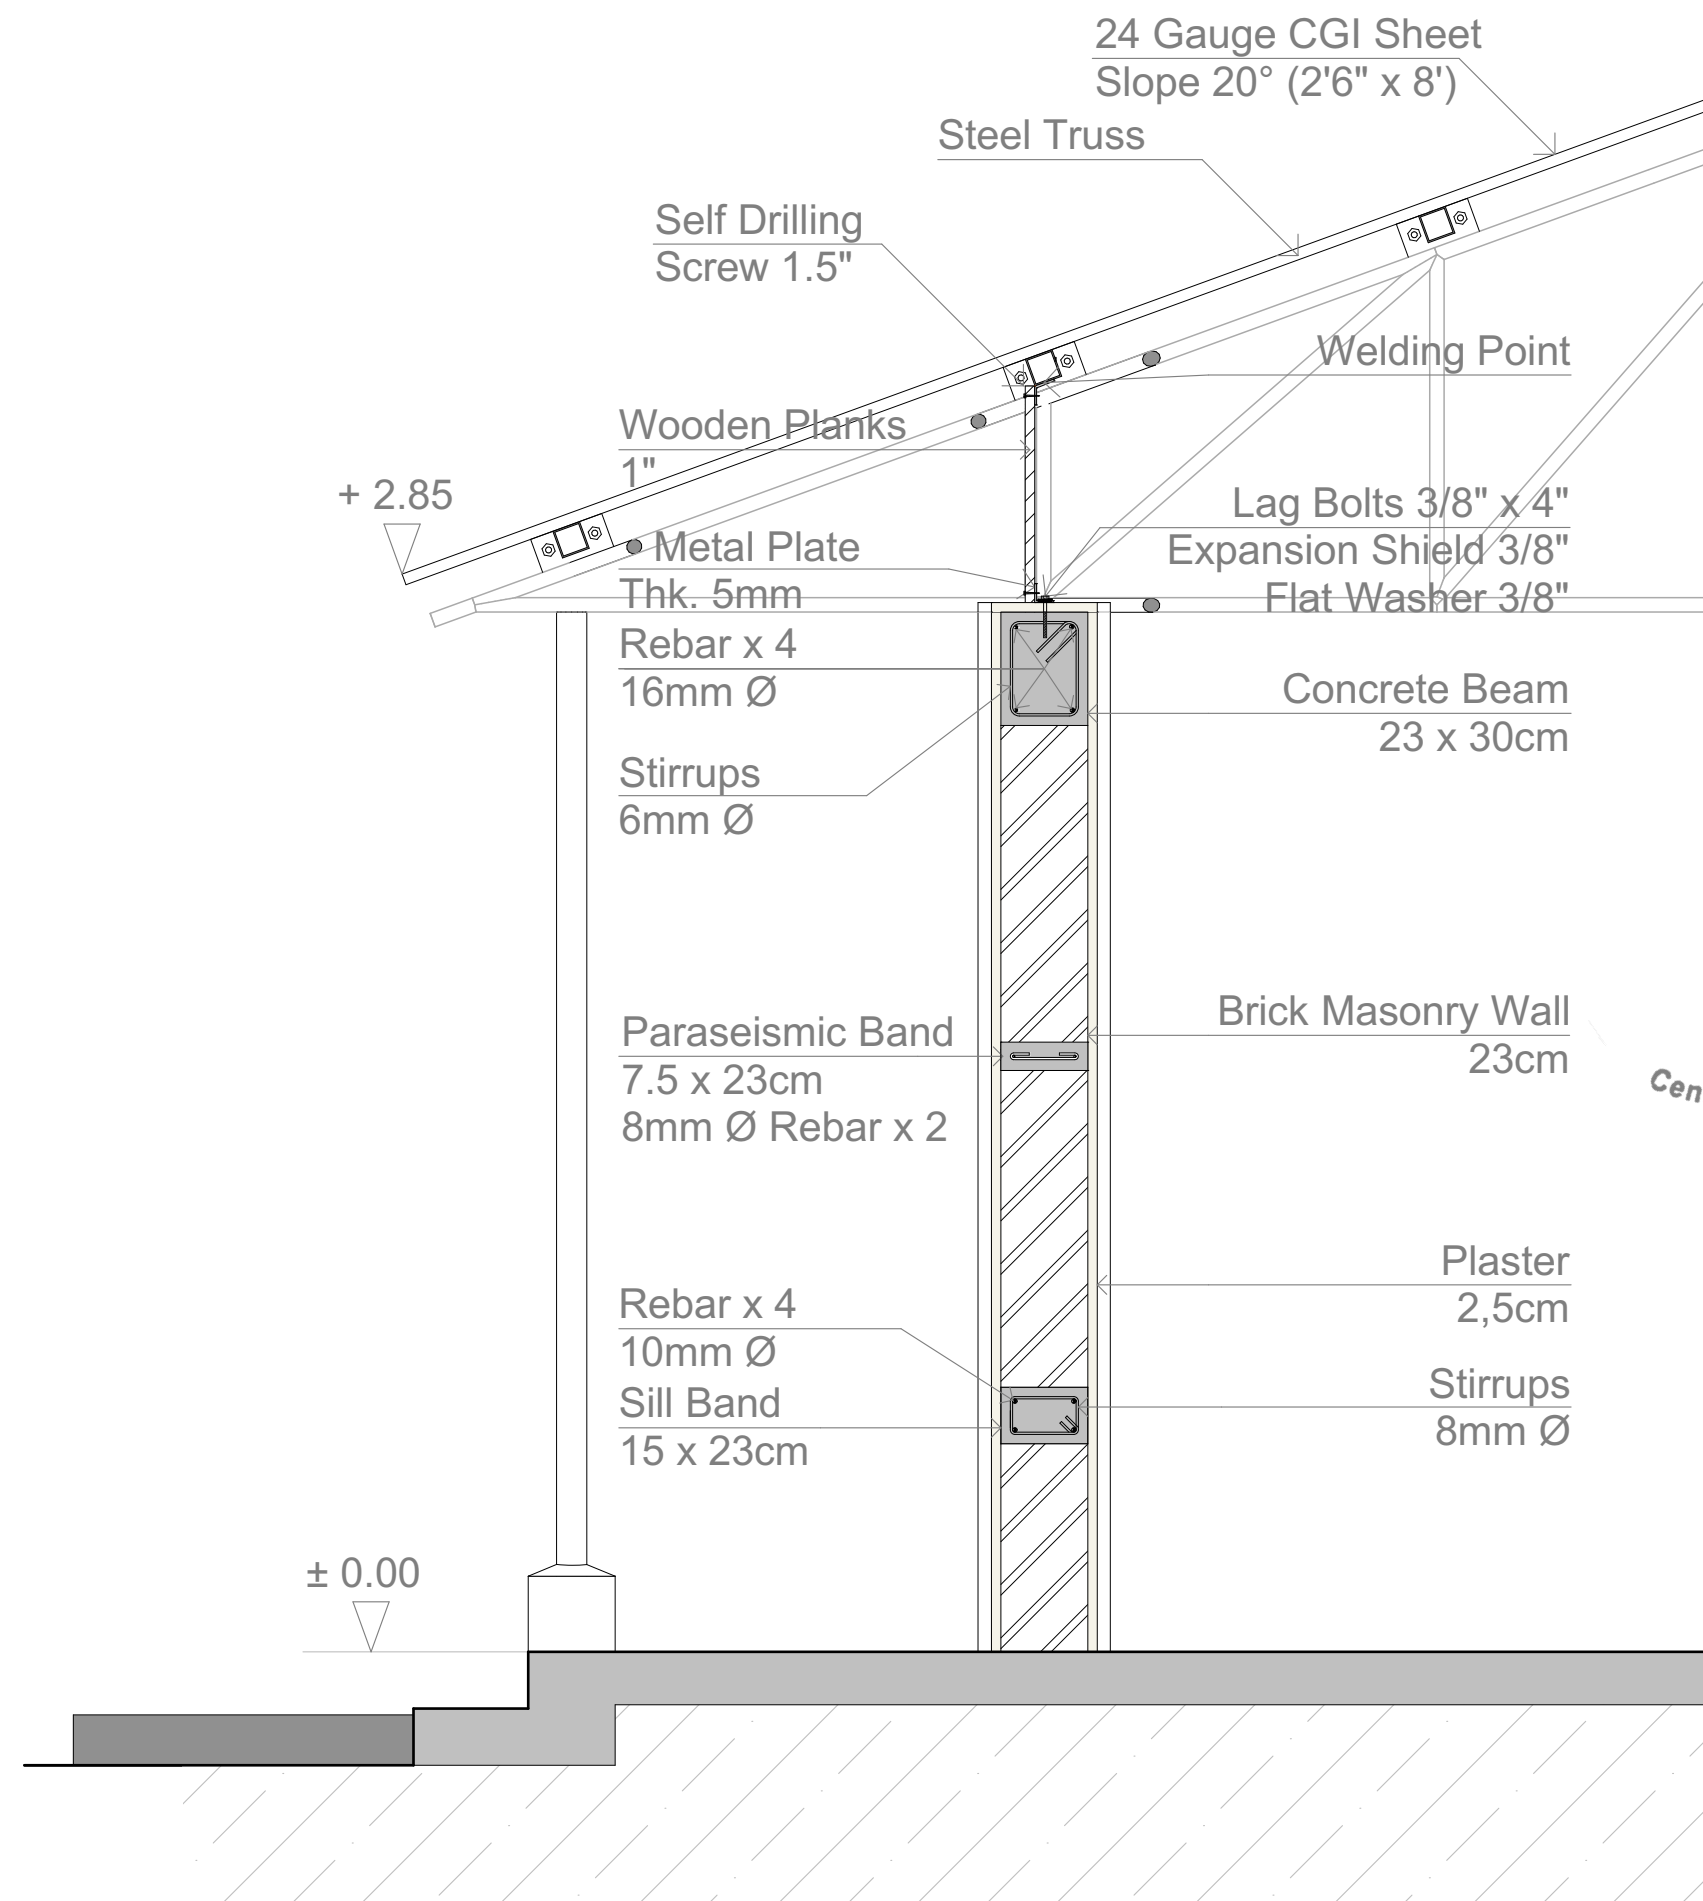 24 Gauge CGI Sheet
Slope 20° (2'6" x 8')
Steel Truss
Self Drilling
Screw 1.5"
Welding Point
Wooden Planks
1"
+ 2.85
Lag Bolts 3/8" x 4"
Expansion Shield 3/8"
Flat Washer 3/8"
Metal Plate
Thk. 5mm
Rebar x 4
16mm Ø
Concrete Beam
23 x 30cm
Stirrups
6mm Ø
Brick Masonry Wall
23cm
Paraseismic Band
7.5 x 23cm
8mm Ø Rebar x 2
Cen
Plaster
2,5cm
Rebar x 4
10mm Ø
Sill Band
15 x 23cm
Stirrups
8mm Ø
± 0.00